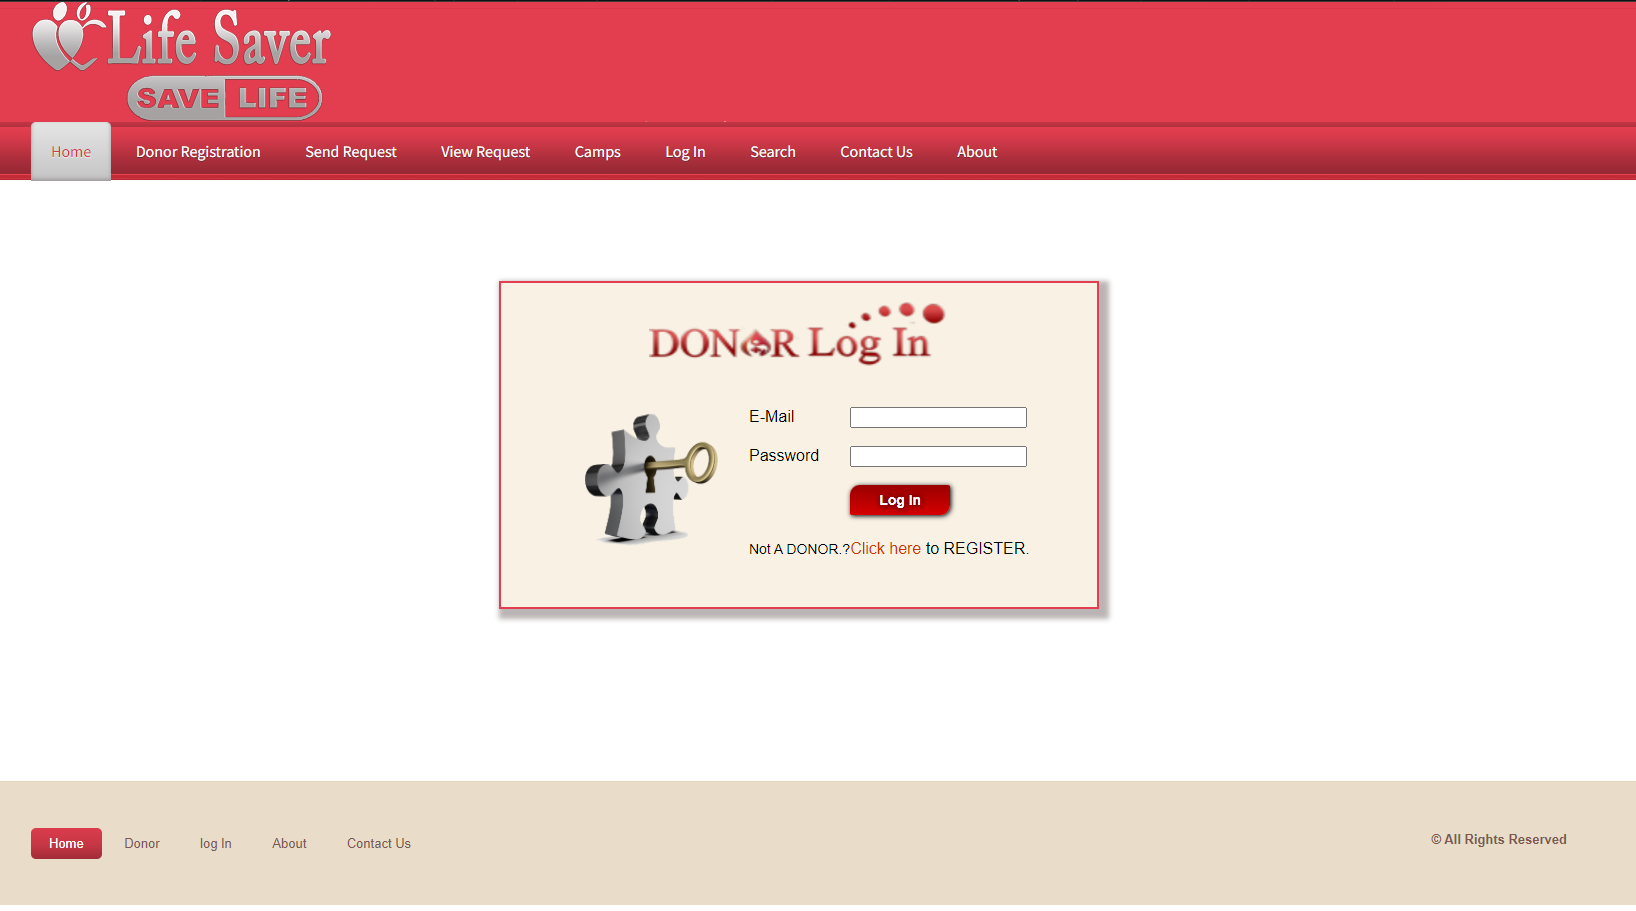 Life Saver
SAVE LIFE
Home Donor Registration Send Request View Request Camps Log In Search Contact Us About
DONOR Log In
E-Mail
Password
Log In
Not A DONOR.?Click here to REGISTER.
Home Donor log In About Contact Us
© All Rights Reserved